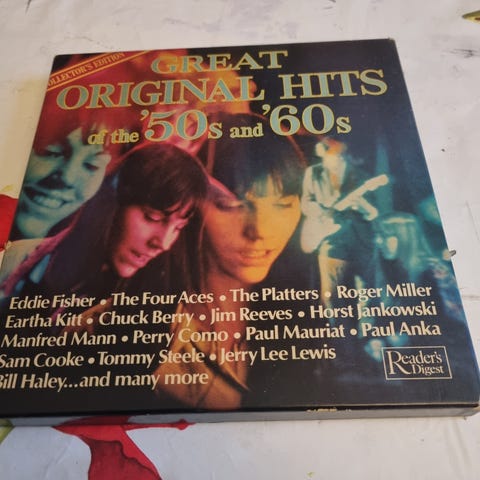 COLLECTOR'S EDITION
GREAT
ORIGINAL HITS
of the '50s and '60s
Eddie Fisher • The Four Aces • The Platters • Roger Miller
Eartha Kitt • Chuck Berry • Jim Reeves • Horst Jankowski
Manfred Mann • Perry Como • Paul Mauriat • Paul Anka
Sam Cooke • Tommy Steele • Jerry Lee Lewis
Bill Haley...and many more
Reader's
Digest